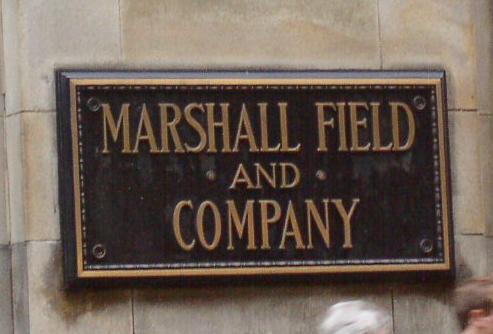 MARSHALL FIELD
· AND ·
COMPANY